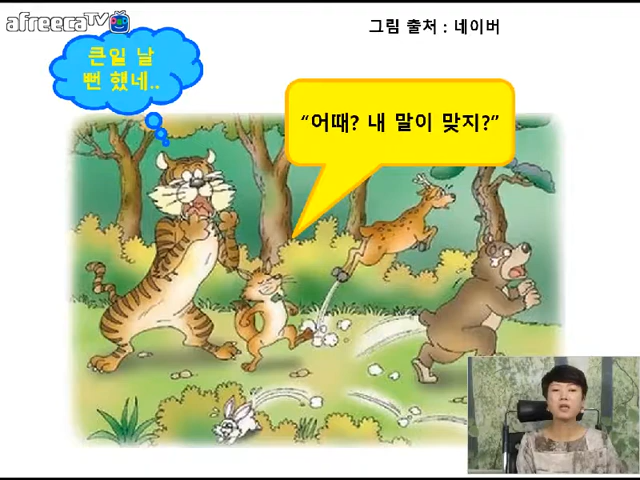 afreecaTV
그림 출처 : 네이버
큰일 날
뻔 했네..
“어때? 내 말이 맞지?”